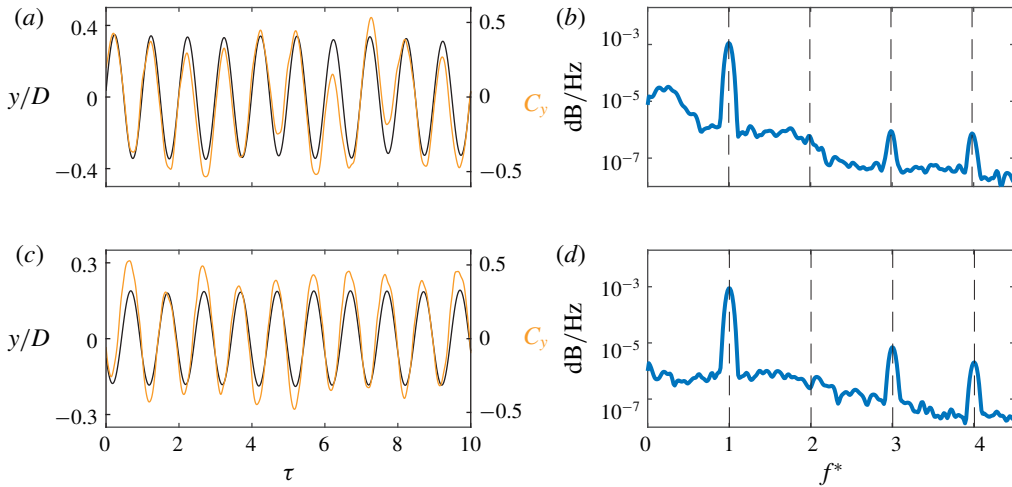 (a)
0.4
0
−0.4
y/D
0.5
0
−0.5
C_y
(b)
10^{-3}
10^{-5}
10^{-7}
dB/Hz
(c)
0.3
0
−0.3
y/D
0.5
0
−0.5
C_y
0 2 4 6 8 10
τ
(d)
10^{-3}
10^{-5}
10^{-7}
dB/Hz
0 1 2 3 4
f*